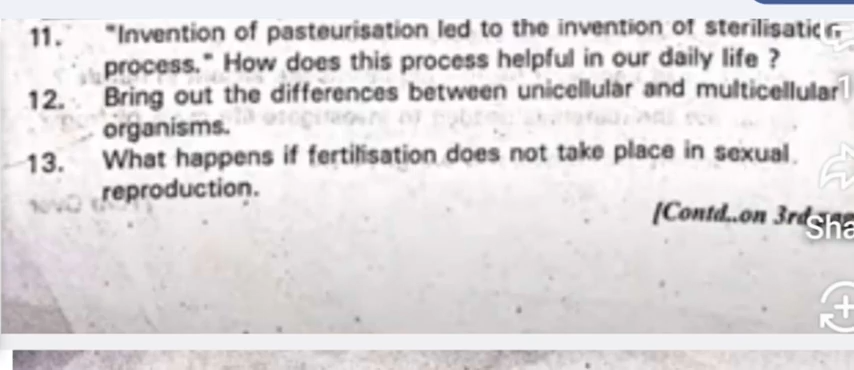 11. "Invention of pasteurisation led to the invention of
process." How does this process helpful in our daily life ?
12. Bring out the differences between unicellular and multicellular
organisms.
13. What happens if fertilisation does not take place in sexual
reproduction.
[Contd..on 3rd
Sha